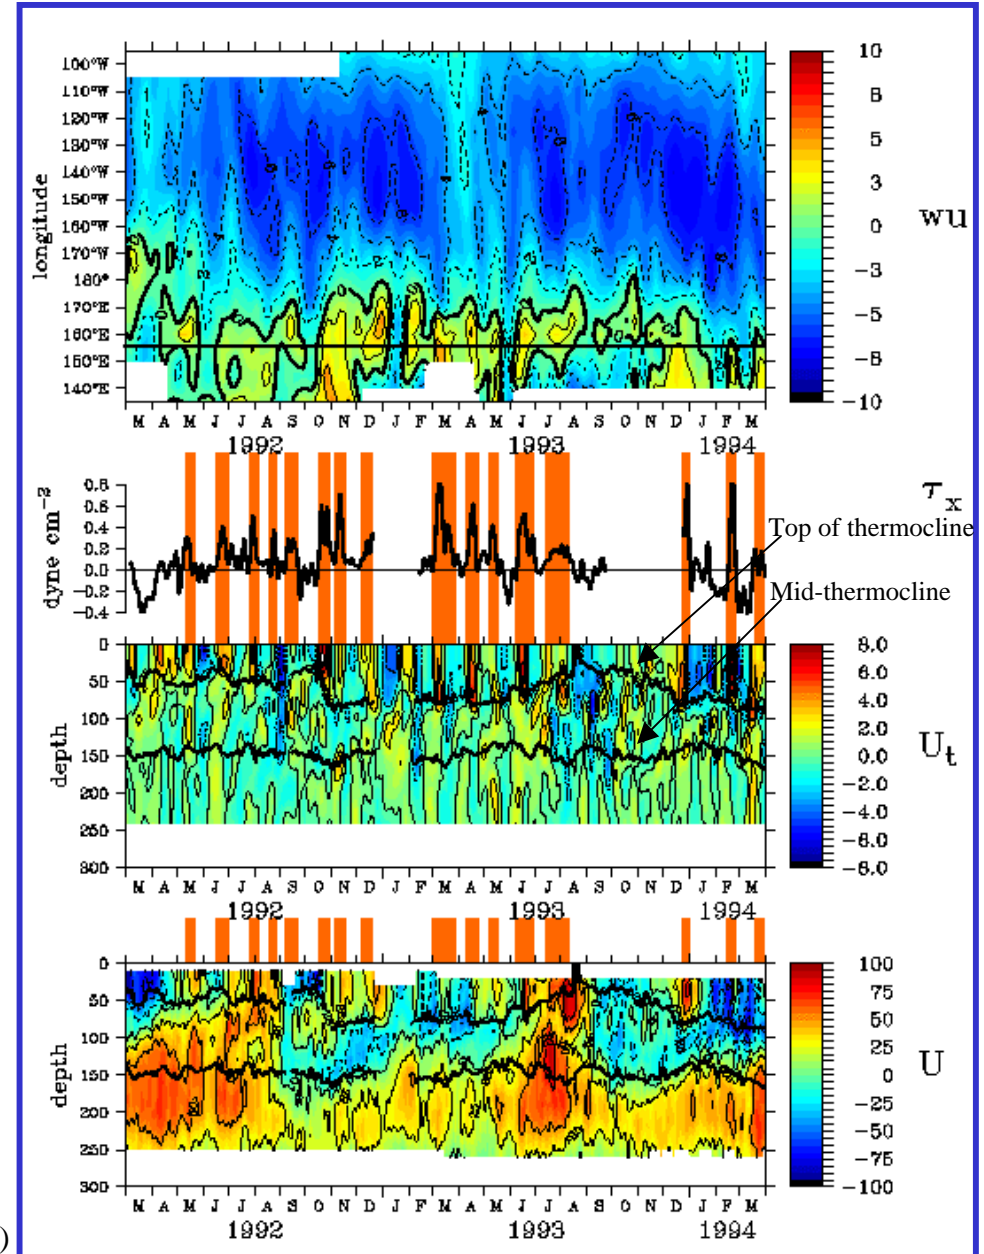 100°W
110°W
120°W
130°W
140°W
150°W
160°W
170°W
180°
170°E
160°E
150°E
140°E
longitude
10
8
5
3
0
-3
-5
-8
-10
wu
M A M J J A S O N D J F M A M J J A S O N D J F M
1992 1993 1994
0.8
0.6
0.4
0.2
0.0
-0.2
-0.4
dyne cm⁻²
τx
Top of thermocline
Mid-thermocline
0
50
100
150
200
250
300
depth
8.0
6.0
4.0
2.0
0.0
-2.0
-4.0
-6.0
-8.0
Ut
M A M J J A S O N D J F M A M J J A S O N D J F M
1992 1993 1994
0
50
100
150
200
250
300
depth
100
75
50
25
0
-25
-50
-75
-100
U
M A M J J A S O N D J F M A M J J A S O N D J F M
1992 1993 1994
)